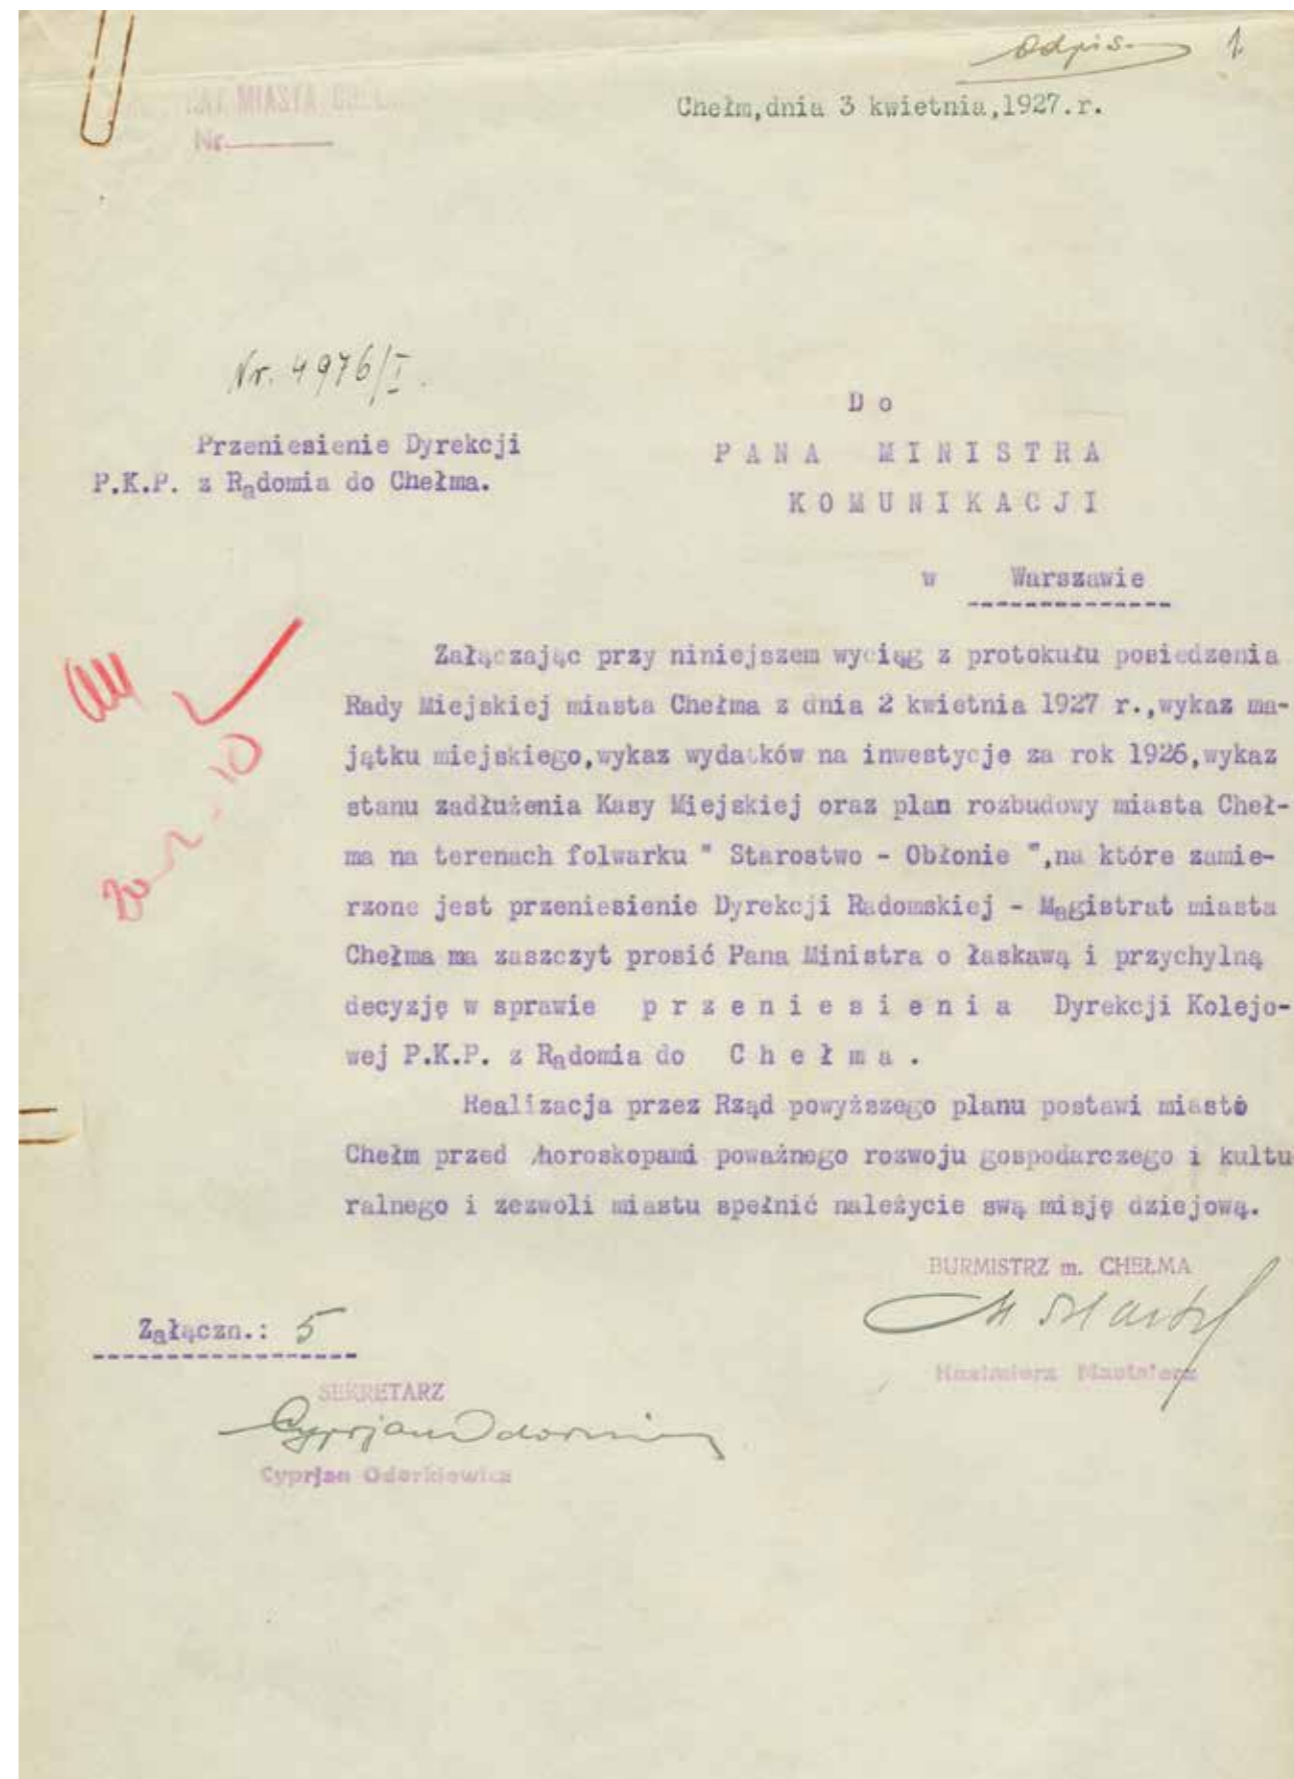 Odpis 1
MIASTA
Chełm,dnia 3 kwietnia,1927.r.
Nr.
Nr. 4976/I.
Do
Przeniesienie Dyrekcji
PANA MINISTRA
P.K.P. z Radomia do Chełma.
KOMUNIKACJI
w Warszawie
Załączając przy niniejszem wyciąg z protokułu posiedzenia
Rady Miejskiej miasta Chełma z dnia 2 kwietnia 1927 r.,wykaz ma-
jątku miejskiego,wykaz wydatków na inwestycje za rok 1926,wykaz
stanu zadłużenia Kasy Miejskiej oraz plan rozbudowy miasta Cheł-
ma na terenach folwarku " Starostwo - Obłonie ",na które zamie-
rzone jest przeniesienie Dyrekcji Radomskiej - Magistrat miasta
Chełma ma zaszczyt prosić Pana Ministra o łaskawą i przychylną
decyzję w sprawie przeniesienia Dyrekcji Kolejo-
wej P.K.P. z Radomia do Chełma.
Realizacja przez Rząd powyższego planu postawi miasto
Chełm przed horoskopami poważnego rozwoju gospodarczego i kultu
ralnego i zezwoli miastu spełnić należycie swą misję dziejową.
BURMISTRZ m. CHEŁMA
Załączn.: 5
SEKRETARZ
Cyprjan